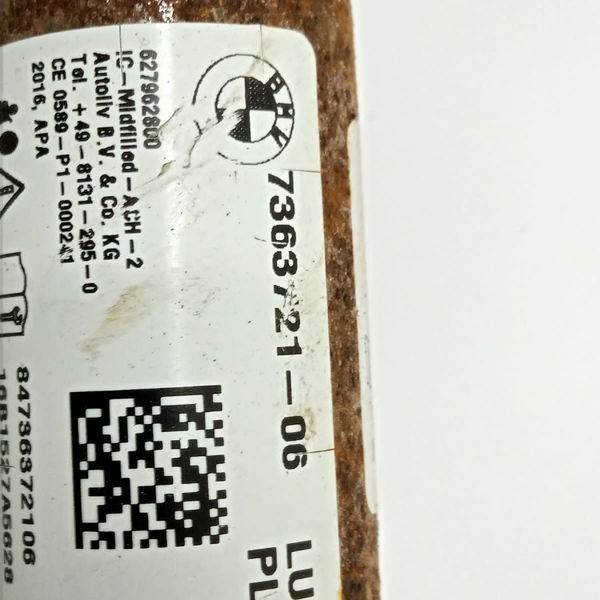 BMW
7363721-06
627962800
IC-Midfilled-ACH-2
Autoliv B.V. & Co. KG
Tel. +49-8131-295-0
CE 0589-P1-000241
2016, APA
84736372106
LU
PL